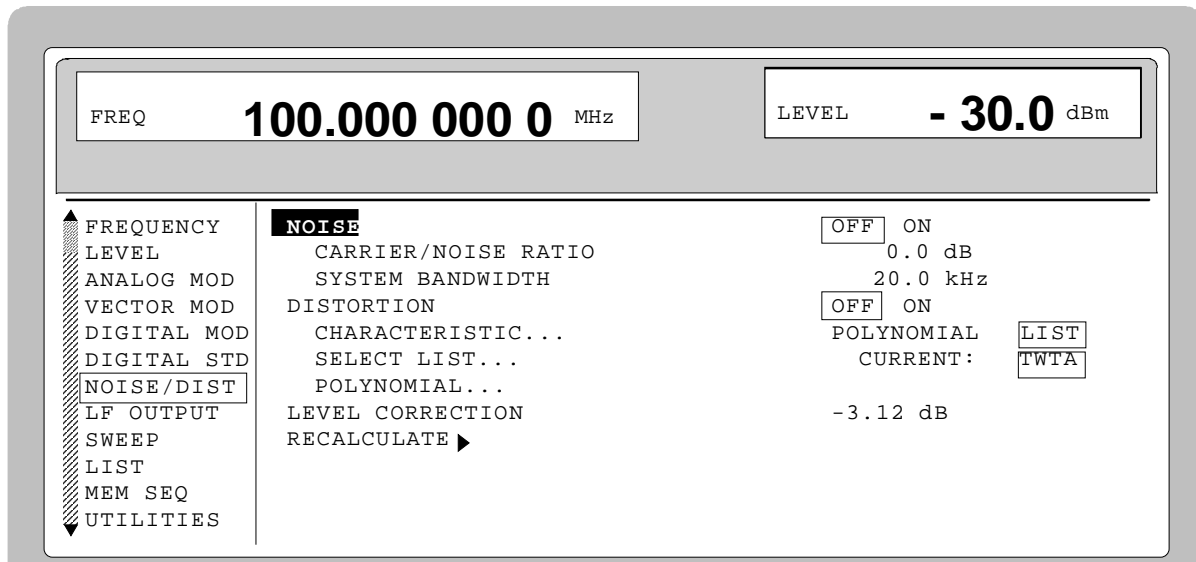 FREQ 100.000 000 0 MHz
LEVEL - 30.0 dBm
FREQUENCY
LEVEL
ANALOG MOD
VECTOR MOD
DIGITAL MOD
DIGITAL STD
NOISE/DIST
LF OUTPUT
SWEEP
LIST
MEM SEQ
UTILITIES
NOISE OFF ON
CARRIER/NOISE RATIO 0.0 dB
SYSTEM BANDWIDTH 20.0 kHz
DISTORTION OFF ON
CHARACTERISTIC... POLYNOMIAL LIST
SELECT LIST... CURRENT: TWTA
POLYNOMIAL...
LEVEL CORRECTION -3.12 dB
RECALCULATE